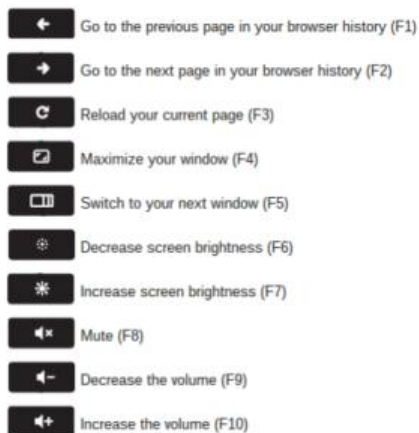 Go to the previous page in your browser history (F1)
Go to the next page in your browser history (F2)
Reload your current page (F3)
Maximize your window (F4)
Switch to your next window (F5)
Decrease screen brightness (F6)
Increase screen brightness (F7)
Mute (F8)
Decrease the volume (F9)
Increase the volume (F10)